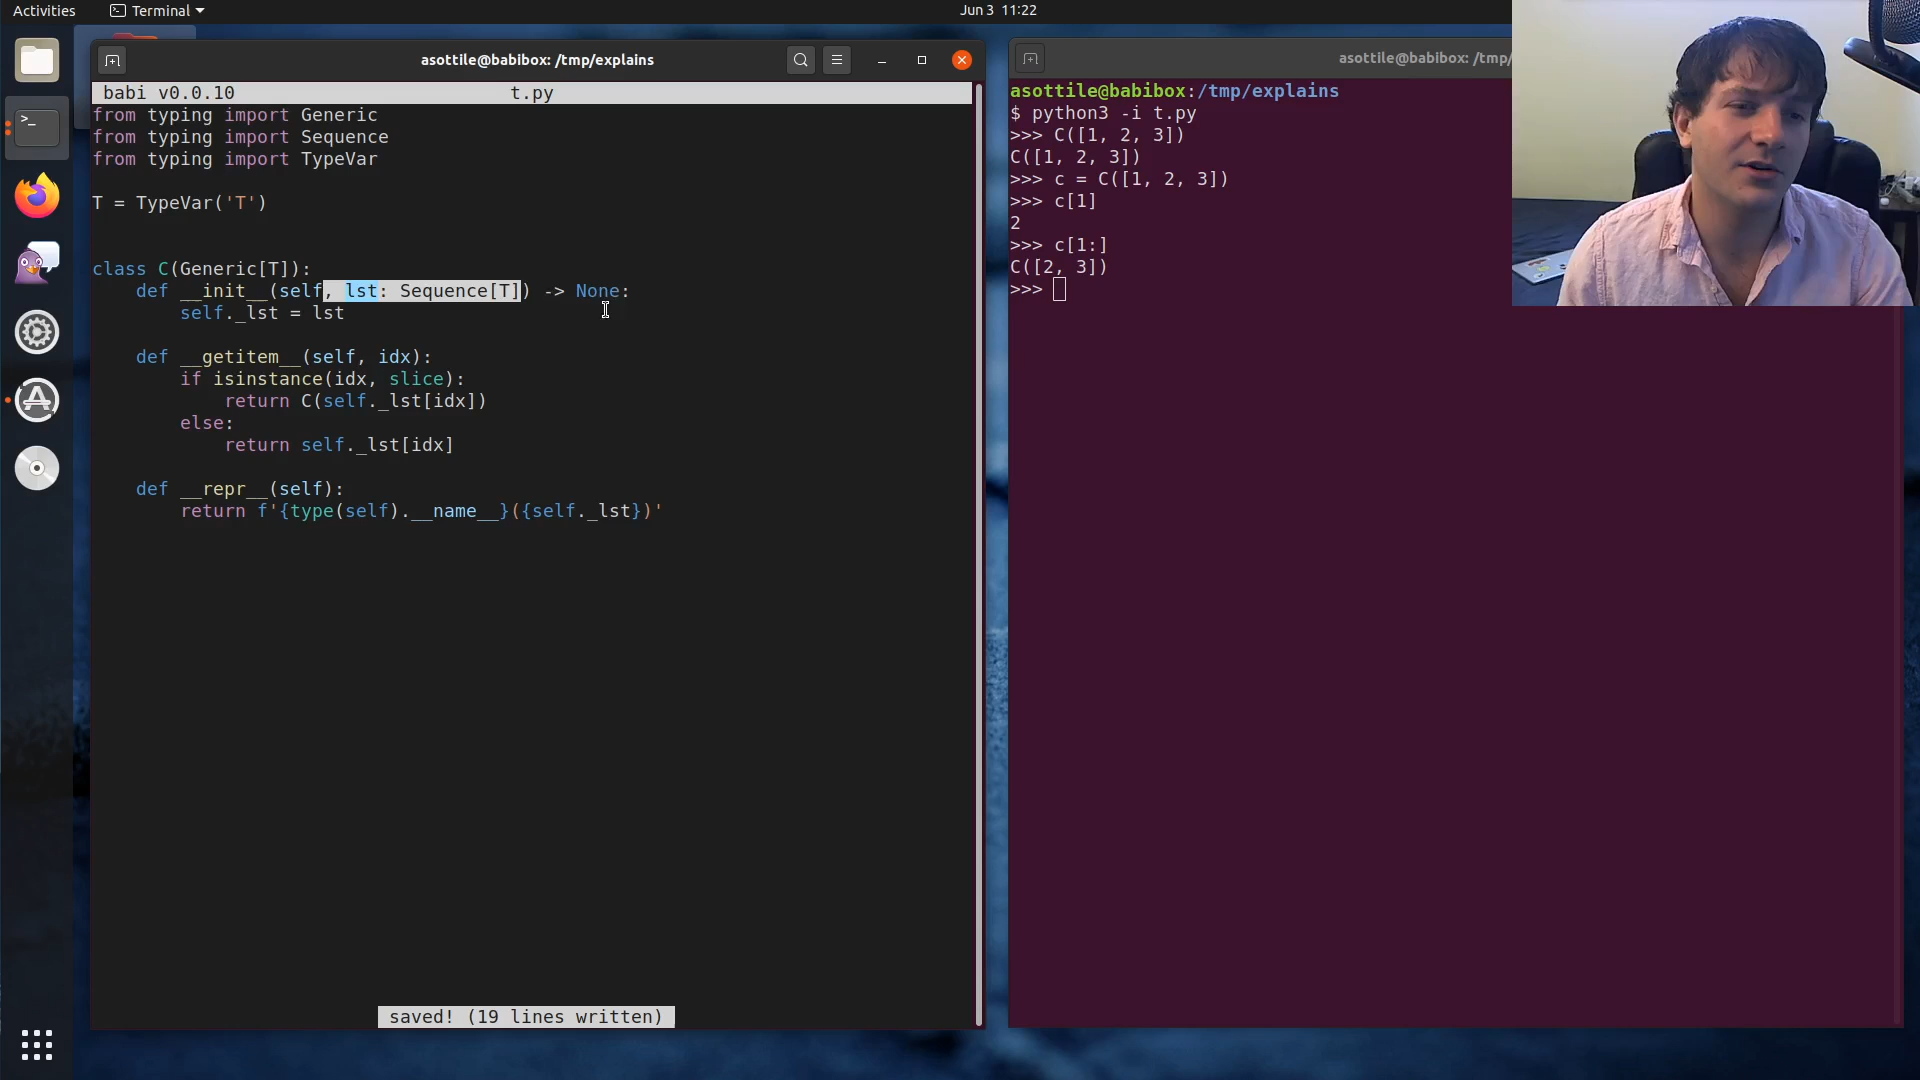 Activities
Terminal
Jun 3 11:22
asottile@babibox: /tmp/explains
babi v0.0.10 t.py
from typing import Generic
from typing import Sequence
from typing import TypeVar
T = TypeVar('T')
class C(Generic[T]):
def __init__(self, lst: Sequence[T]) -> None:
self._lst = lst
def __getitem__(self, idx):
if isinstance(idx, slice):
return C(self._lst[idx])
else:
return self._lst[idx]
def __repr__(self):
return f'{type(self).__name__}({self._lst})'
saved! (19 lines written)
asottile@babibox: /tmp/
asottile@babibox:/tmp/explains
$ python3 -i t.py
>>> C([1, 2, 3])
C([1, 2, 3])
>>> c = C([1, 2, 3])
>>> c[1]
2
>>> c[1:]
C([2, 3])
>>>